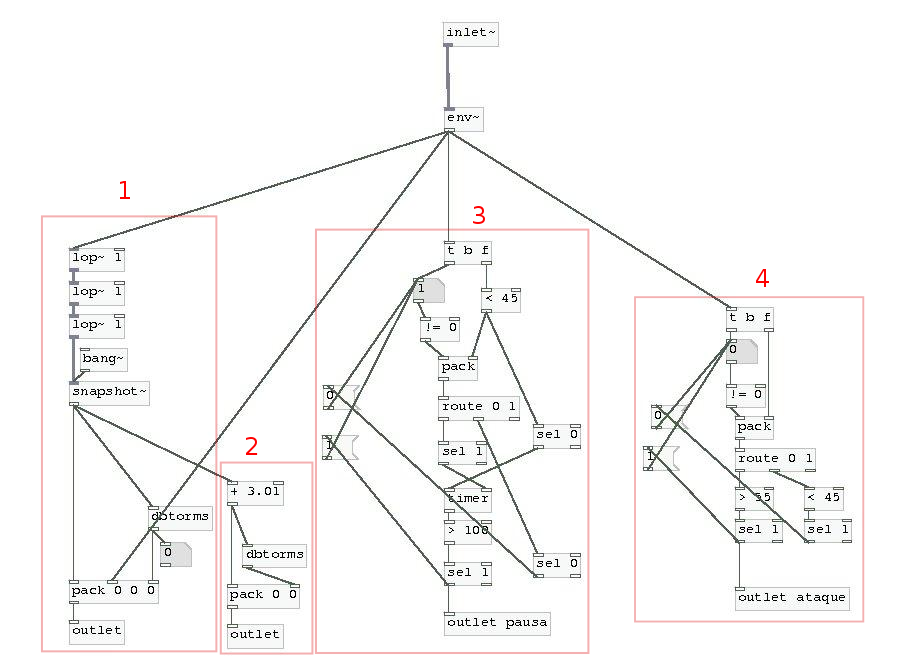 inlet~
env~
1
3
4
2
lop~ 1
lop~ 1
lop~ 1
bang~
snapshot~
dbtorms
0
pack 0 0 0
outlet
+ 3.01
dbtorms
pack 0 0
outlet
t b f
1
< 45
!= 0
pack
0
route 0 1
1
sel 1
sel 0
timer
> 100
sel 1
sel 0
outlet pausa
t b f
0
!= 0
0
pack
1
route 0 1
< 45
sel 1
sel 1
outlet ataque